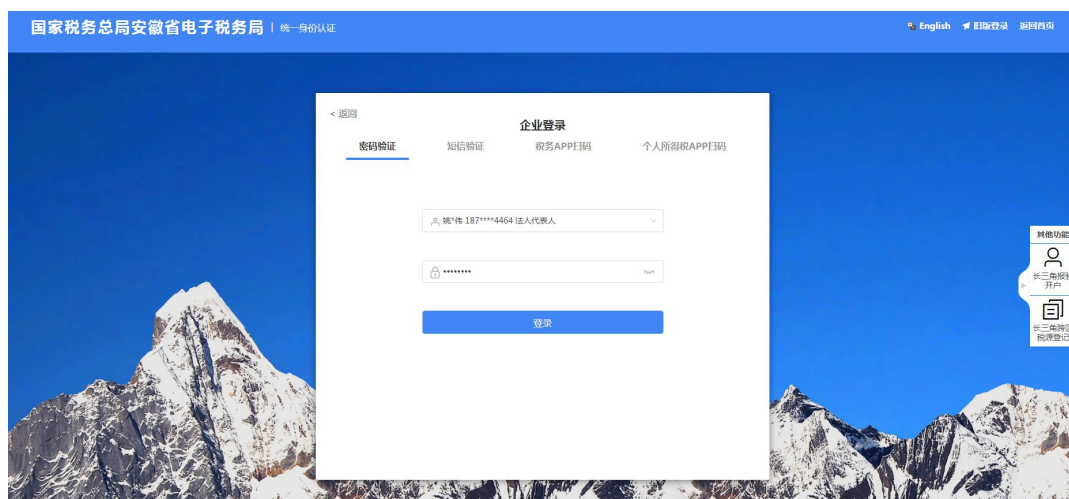 国家税务总局安徽省电子税务局 | 统一身份认证
English 旧版登录 返回首页
< 返回
企业登录
密码验证 短信验证 税务APP扫码 个人所得税APP扫码
姚*伟 187****4464 法人代表人
••••••••
登录
其他功能
长三角报验
开户
长三角跨区
税源登记